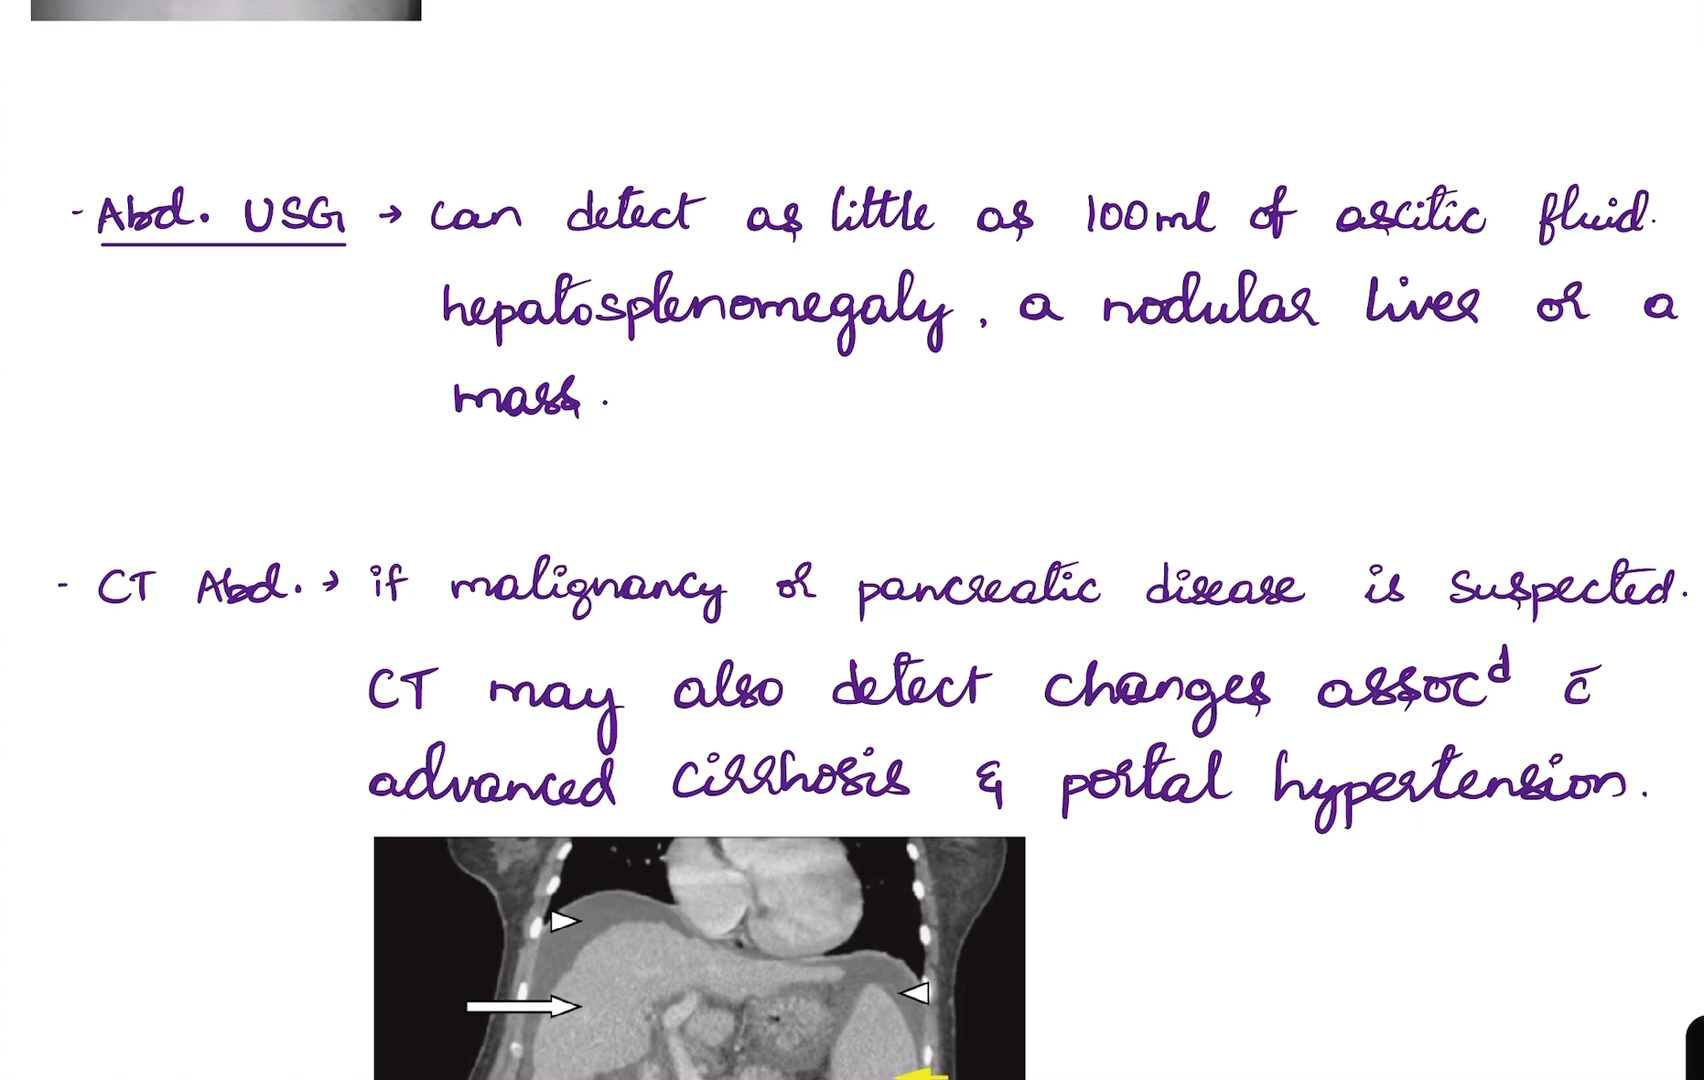 - Abd. USG → can detect as little as 100ml of ascitic fluid.
hepatosplenomegaly, a nodular liver or a
mass.
- CT Abd. → if malignancy or pancreatic disease is suspected.
CT may also detect changes assocᵈ c̄
advanced cirrhosis & portal hypertension.